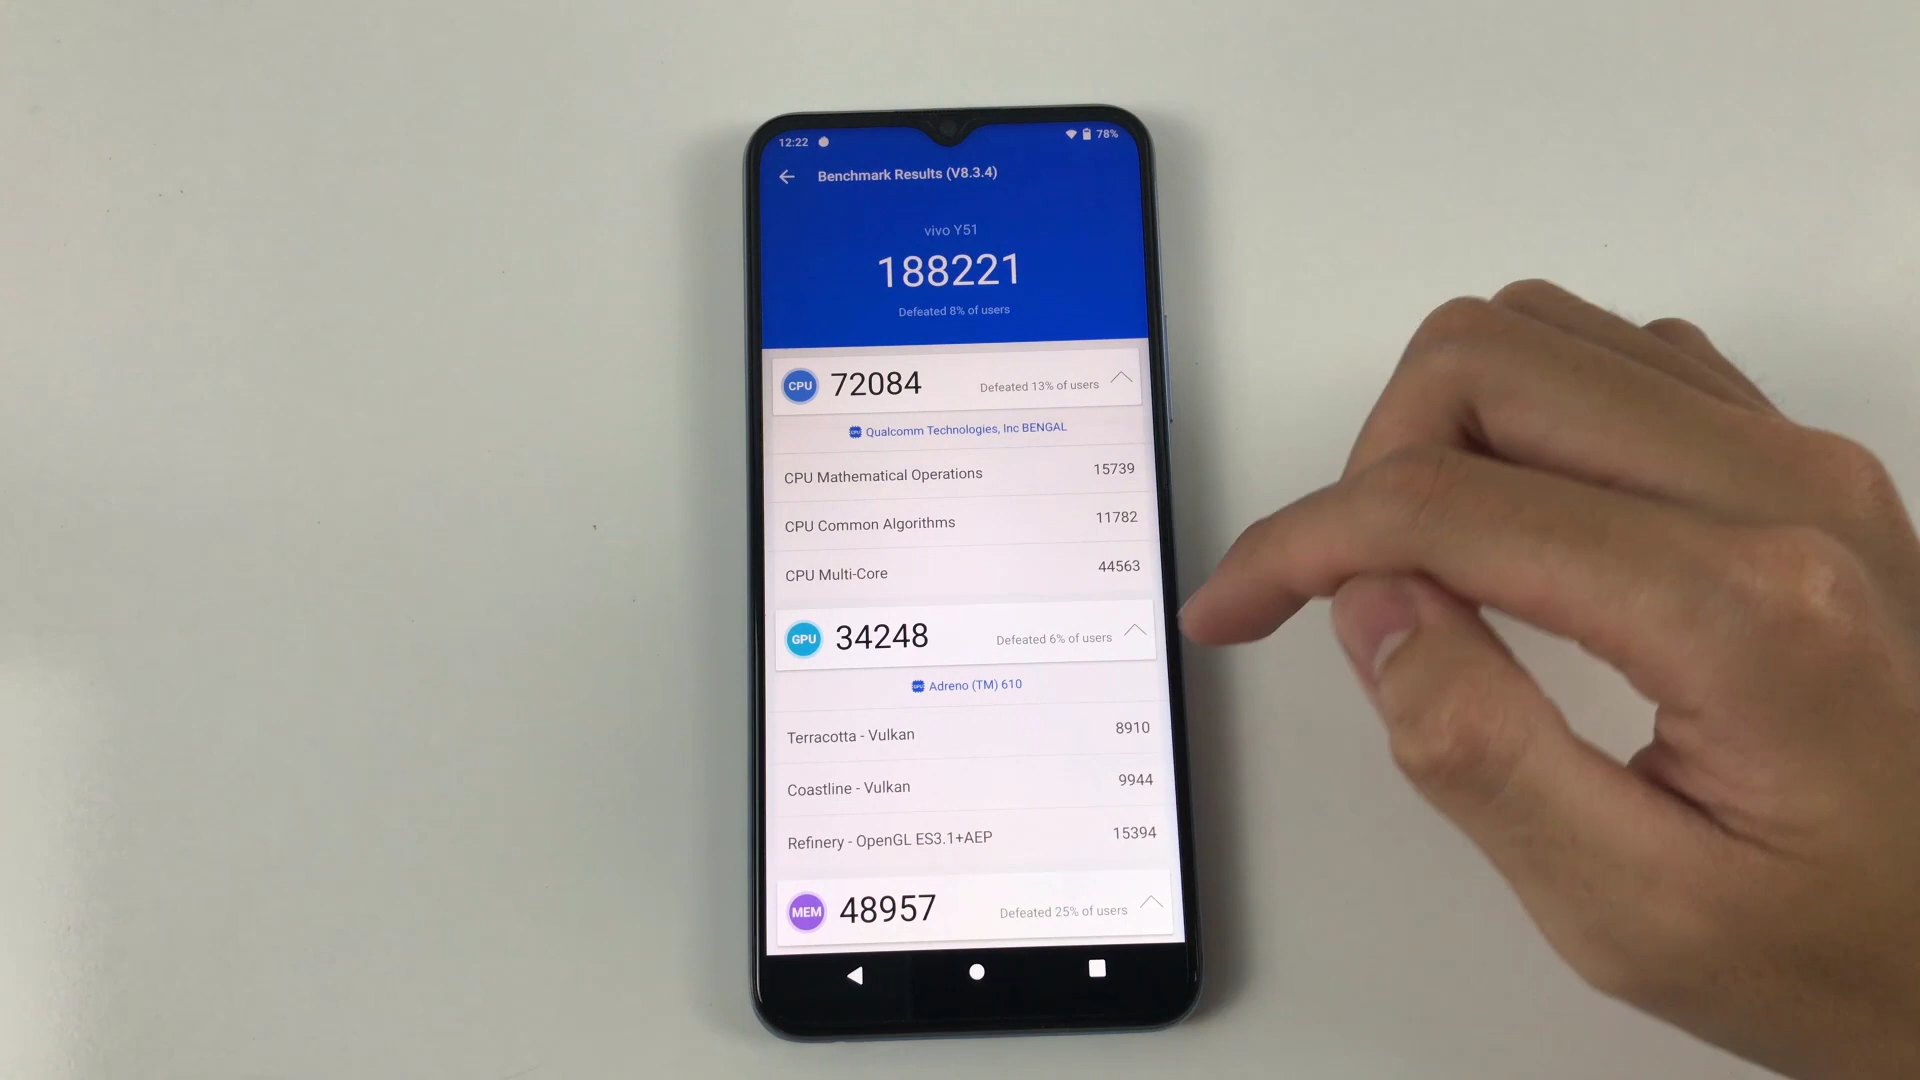 12:22 78%
Benchmark Results (V8.3.4)
vivo Y51
188221
Defeated 8% of users
CPU 72084 Defeated 13% of users
Qualcomm Technologies, Inc BENGAL
CPU Mathematical Operations 15739
CPU Common Algorithms 11782
CPU Multi-Core 44563
GPU 34248 Defeated 6% of users
Adreno (TM) 610
Terracotta - Vulkan 8910
Coastline - Vulkan 9944
Refinery - OpenGL ES3.1+AEP 15394
MEM 48957 Defeated 25% of users